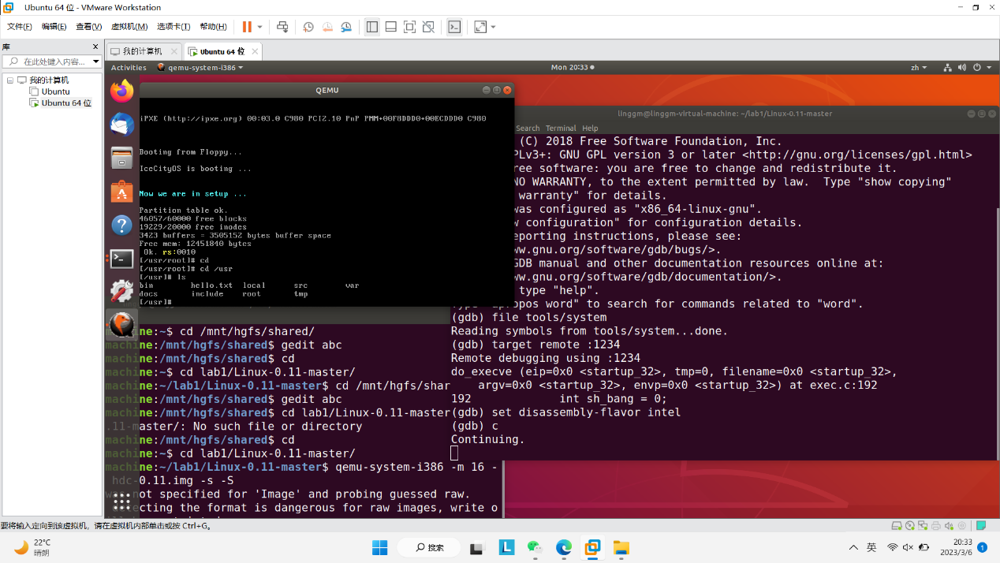 Ubuntu 64 位 - VMware Workstation
文件(F) 编辑(E) 查看(V) 虚拟机(M) 选项卡(T) 帮助(H)
库
在此处键入内容...
我的计算机
Ubuntu
Ubuntu 64 位
我的计算机 Ubuntu 64 位
Activities qemu-system-i386 Mon 20:33 zh
QEMU
iPXE (http://ipxe.org) 00:03.0 C980 PCI2.10 PnP PMM+00F8DDD0+00ECDDD0 C980
Booting from Floppy...
IceCityOS is booting ...
Now we are in setup ...
Partition table ok.
46057/60000 free blocks
19229/20000 free inodes
3423 buffers = 3505152 bytes buffer space
Free mem: 12451840 bytes
Ok. rs:0010
[/usr/root]# cd
[/usr/root]# cd /usr
[/usr]# ls
bin hello.txt local src var
docs include root tmp
[/usr]#
linggm@linggm-virtual-machine: ~/lab1/Linux-0.11-master
Search Terminal Help
(C) 2018 Free Software Foundation, Inc.
PLv3+: GNU GPL version 3 or later <http://gnu.org/licenses/gpl.html>
ree software: you are free to change and redistribute it.
NO WARRANTY, to the extent permitted by law. Type "show copying"
warranty" for details.
was configured as "x86_64-linux-gnu".
w configuration" for configuration details.
eporting instructions, please see:
ww.gnu.org/software/gdb/bugs/>.
GDB manual and other documentation resources online at:
ww.gnu.org/software/gdb/documentation/>.
type "help".
Type "apropos word" to search for commands related to "word".
(gdb) file tools/system
Reading symbols from tools/system...done.
(gdb) target remote :1234
Remote debugging using :1234
do_execve (eip=0x0 <startup_32>, tmp=0, filename=0x0 <startup_32>,
argv=0x0 <startup_32>, envp=0x0 <startup_32>) at exec.c:192
192 int sh_bang = 0;
(gdb) set disassembly-flavor intel
(gdb) c
Continuing.
machine:~$ cd /mnt/hgfs/shared/
machine:/mnt/hgfs/shared$ gedit abc
machine:/mnt/hgfs/shared$ cd
machine:~$ cd lab1/Linux-0.11-master/
machine:~/lab1/Linux-0.11-master$ cd /mnt/hgfs/shar
machine:/mnt/hgfs/shared$ gedit abc
machine:/mnt/hgfs/shared$ cd lab1/Linux-0.11-master
.11-master/: No such file or directory
machine:/mnt/hgfs/shared$ cd
machine:~$ cd lab1/Linux-0.11-master/
machine:~/lab1/Linux-0.11-master$ qemu-system-i386 -m 16 -
hdc-0.11.img -s -S
not specified for 'Image' and probing guessed raw.
cting the format is dangerous for raw images, write o
要将输入定向到该虚拟机，请在虚拟机内部单击或按 Ctrl+G。
22°C
晴朗
搜索
英
20:33
2023/3/6
1